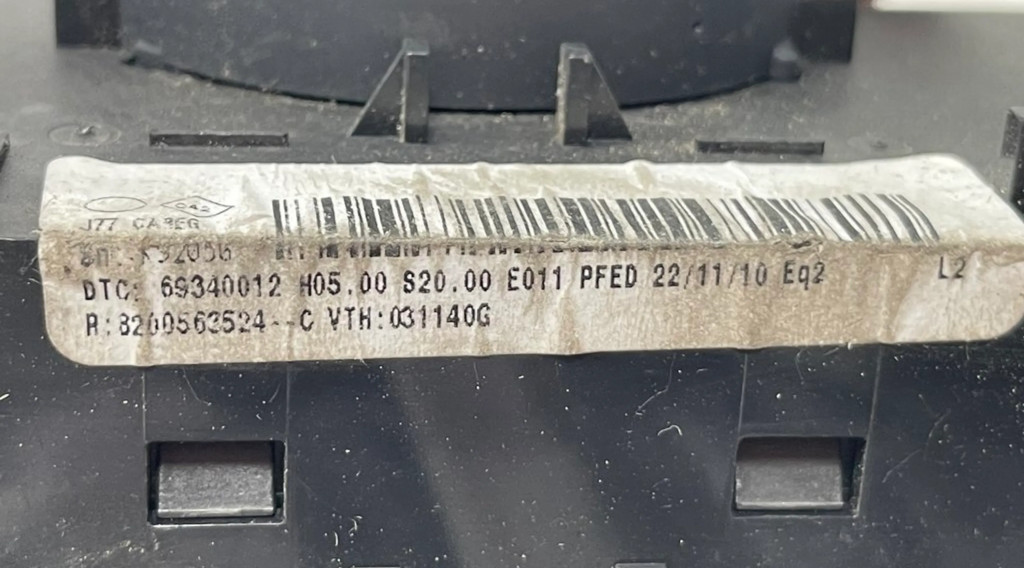 J77 CAREG
DTC: 69340012 H05.00 S20.00 E011 PFED 22/11/10 Eq2
L2
R:8200563524--C VTH:031140G